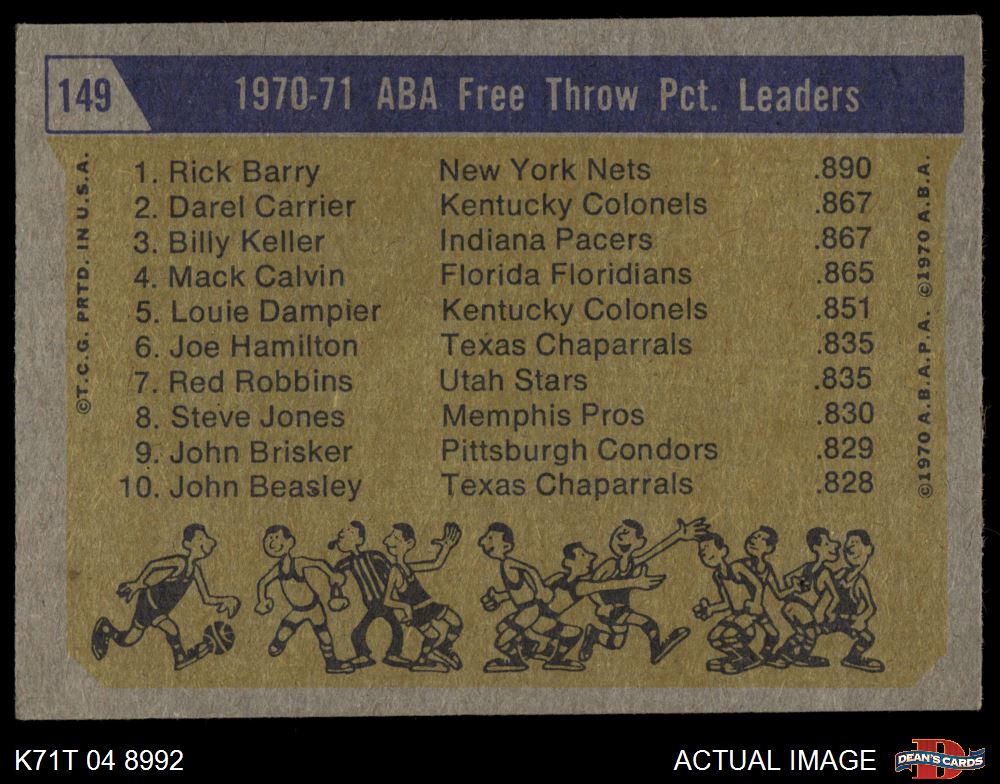 149 1970-71 ABA Free Throw Pct. Leaders
1. Rick Barry New York Nets .890
2. Darel Carrier Kentucky Colonels .867
3. Billy Keller Indiana Pacers .867
4. Mack Calvin Florida Floridians .865
5. Louie Dampier Kentucky Colonels .851
6. Joe Hamilton Texas Chaparrals .835
7. Red Robbins Utah Stars .835
8. Steve Jones Memphis Pros .830
9. John Brisker Pittsburgh Condors .829
10. John Beasley Texas Chaparrals .828
©T.C.G. PRTD. IN U.S.A.
©1970 A.B.A.P.A. ©1970 A.B.A.
K71T 04 8992 ACTUAL IMAGE
D
DEAN'S CARDS